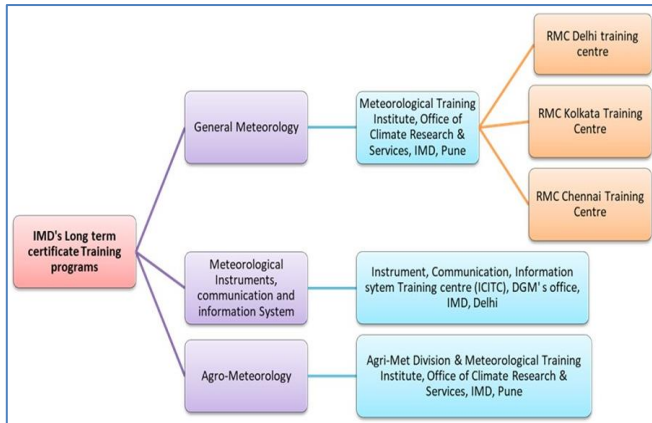 IMD's Long term
certificate Training
programs
General Meteorology
Meteorological Training
Institute, Office of
Climate Research &
Services, IMD, Pune
RMC Delhi training
centre
RMC Kolkata Training
Centre
RMC Chennai Training
Centre
Meteorological
Instruments,
communication and
information System
Instrument, Communication, Information
sytem Training centre (ICITC), DGM' s office,
IMD, Delhi
Agro-Meteorology
Agri-Met Division & Meteorological Training
Institute, Office of Climate Research &
Services, IMD, Pune